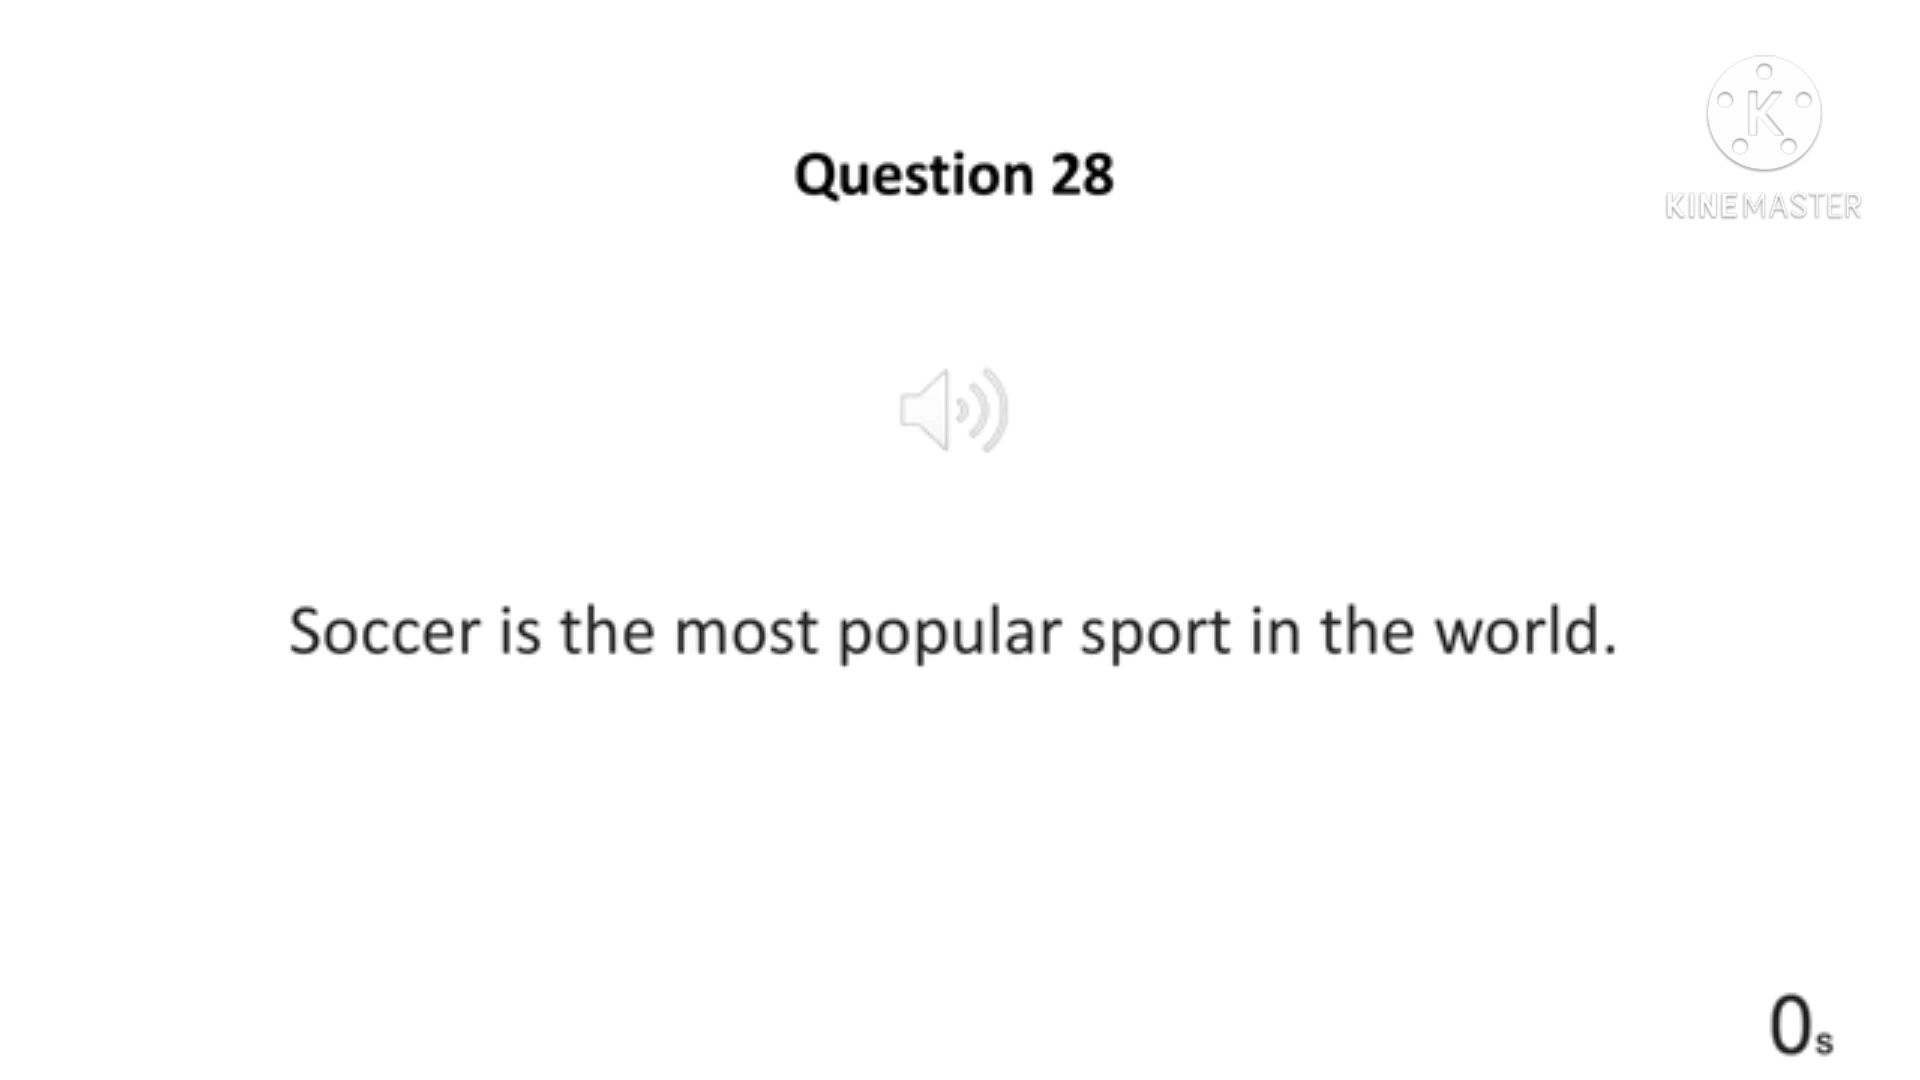 Question 28
K
KINEMASTER
Soccer is the most popular sport in the world.
0s